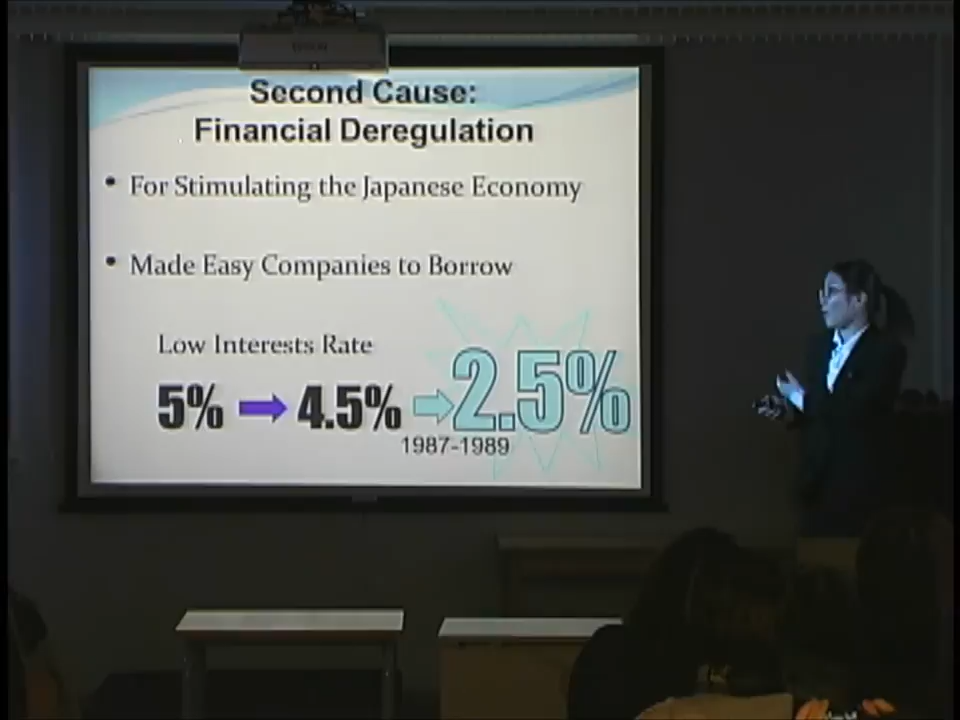 Second Cause:
Financial Deregulation
• For Stimulating the Japanese Economy
• Made Easy Companies to Borrow
Low Interests Rate
5% → 4.5% → 2.5%
1987-1989